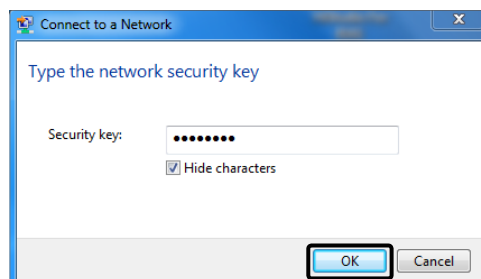 Connect to a Network
Type the network security key
Security key: ••••••••
Hide characters
OK Cancel